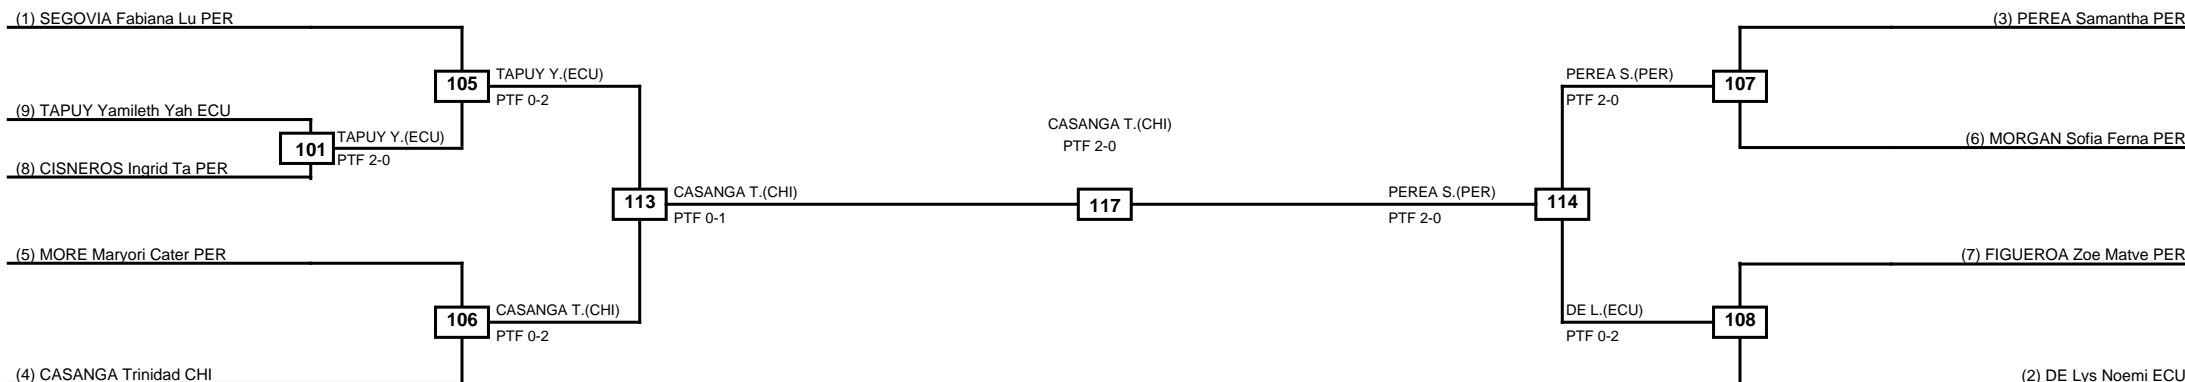 (1) SEGOVIA Fabiana Lu PER
(3) PEREA Samantha PER
105
TAPUY Y.(ECU)
PTF 0-2
PEREA S.(PER)
PTF 2-0
107
(9) TAPUY Yamileth Yah ECU
101
TAPUY Y.(ECU)
PTF 2-0
CASANGA T.(CHI)
PTF 2-0
(6) MORGAN Sofia Ferna PER
(8) CISNEROS Ingrid Ta PER
113
CASANGA T.(CHI)
PTF 0-1
117
PEREA S.(PER)
PTF 2-0
114
(5) MORE Maryori Cater PER
(7) FIGUEROA Zoe Matve PER
106
CASANGA T.(CHI)
PTF 0-2
DE L.(ECU)
PTF 0-2
108
(4) CASANGA Trinidad CHI
(2) DE Lys Noemi ECU